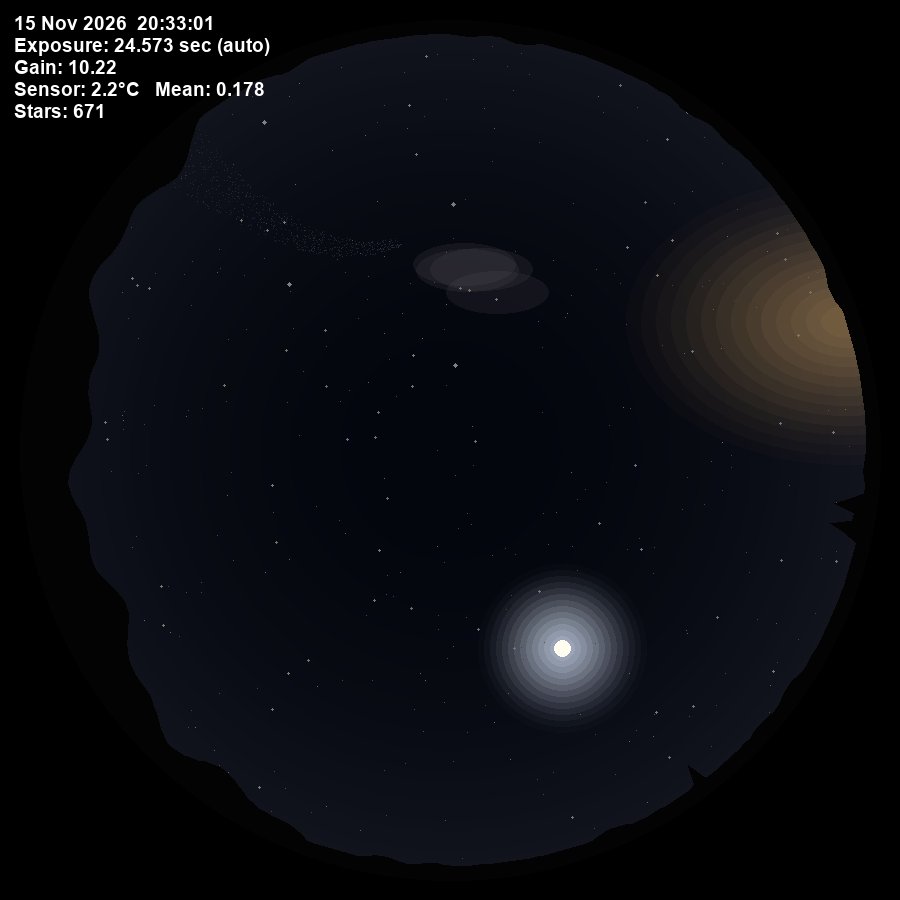 15 Nov 2026  20:33:01
Exposure: 24.573 sec (auto)
Gain: 10.22
Sensor: 2.2°C   Mean: 0.178
Stars: 671